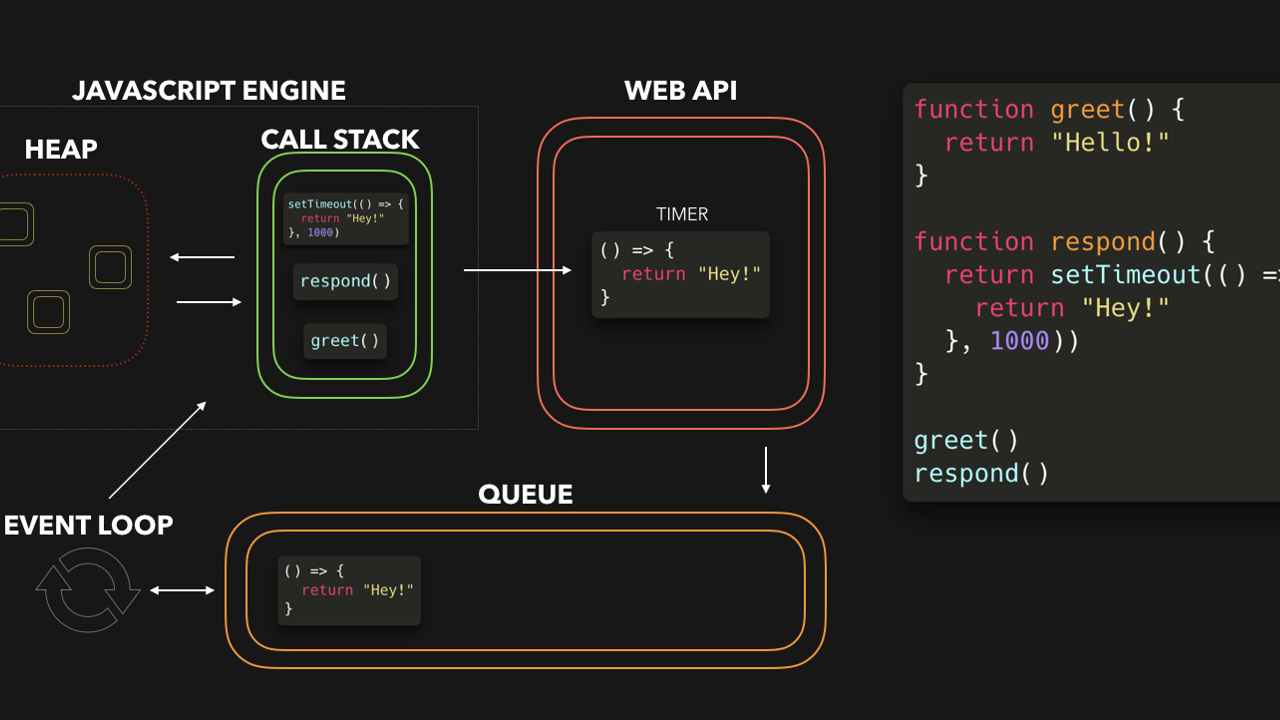 JAVASCRIPT ENGINE
HEAP
CALL STACK
setTimeout(() => {
return "Hey!"
}, 1000)
respond()
greet()
WEB API
TIMER
() => {
return "Hey!"
}
EVENT LOOP
QUEUE
() => {
return "Hey!"
}
function greet() {
return "Hello!"
}
function respond() {
return setTimeout(() =>
return "Hey!"
}, 1000))
}
greet()
respond()